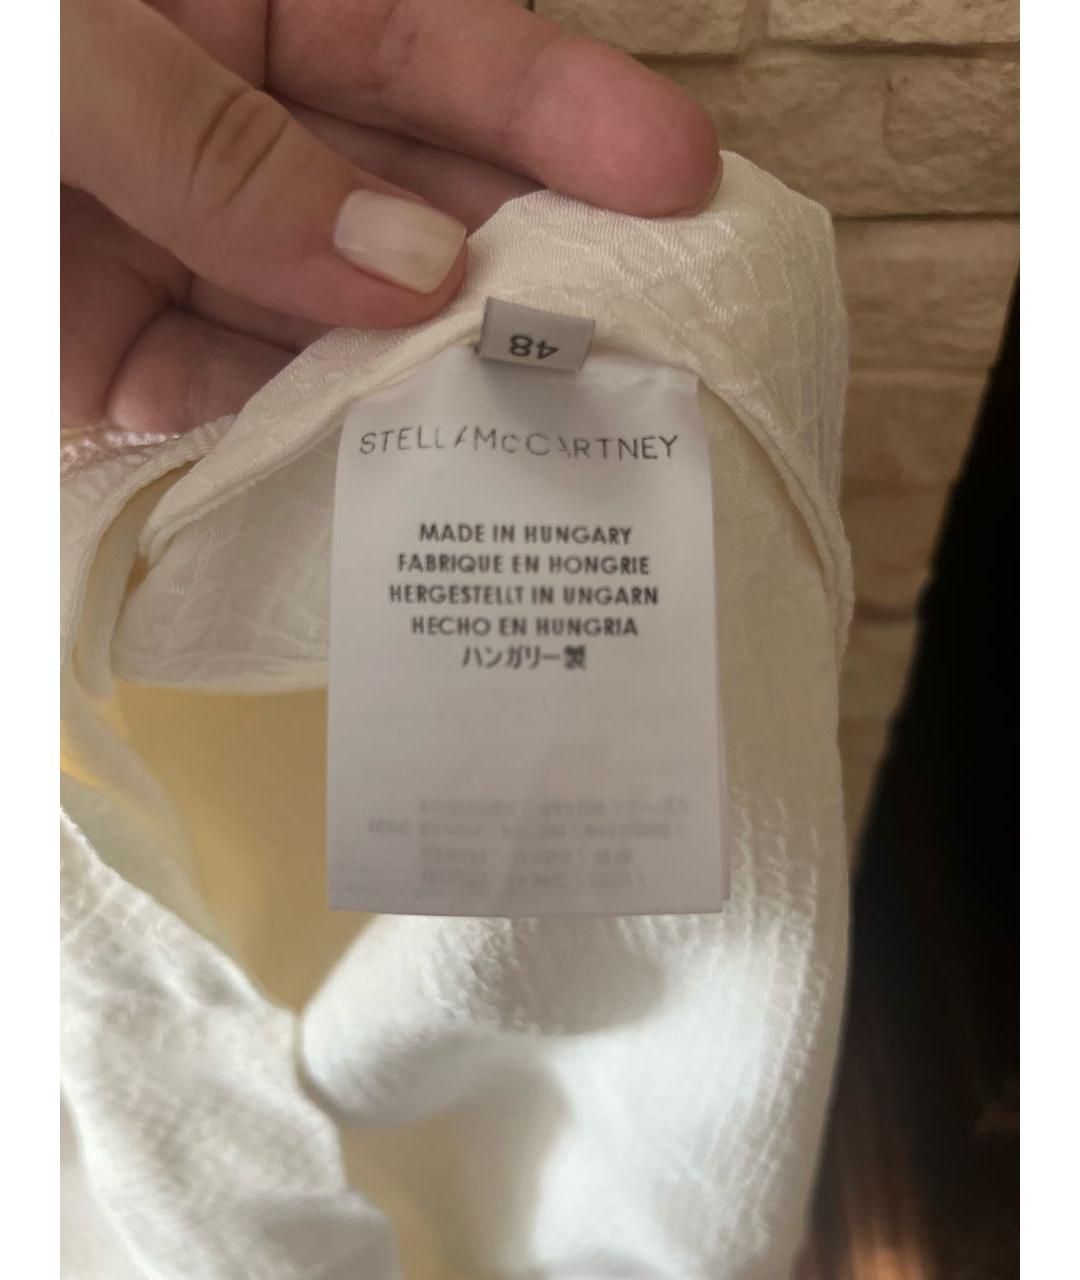 48
STELLA McCARTNEY
MADE IN HUNGARY
FABRIQUE EN HONGRIE
HERGESTELLT IN UNGARN
HECHO EN HUNGRIA
ハンガリー製